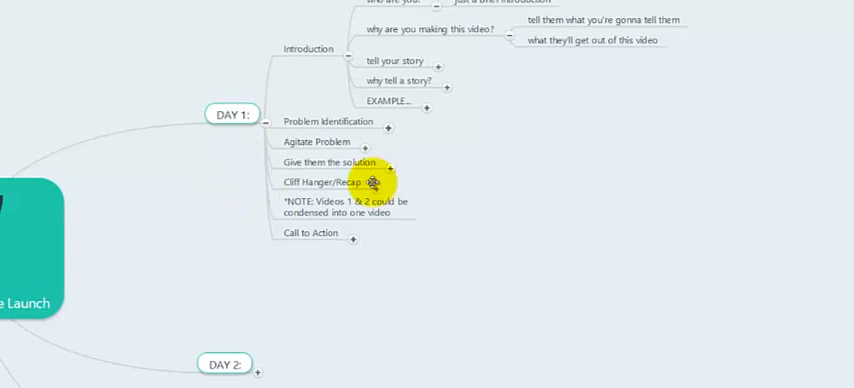 who are you?
just a brief introduction
tell them what you're gonna tell them
why are you making this video?
what they'll get out of this video
Introduction
tell your story
why tell a story?
EXAMPLE...
DAY 1:
Problem Identification
Agitate Problem
Give them the solution
Cliff Hanger/Recap
*NOTE: Videos 1 & 2 could be
condensed into one video
Call to Action
Launch
DAY 2: